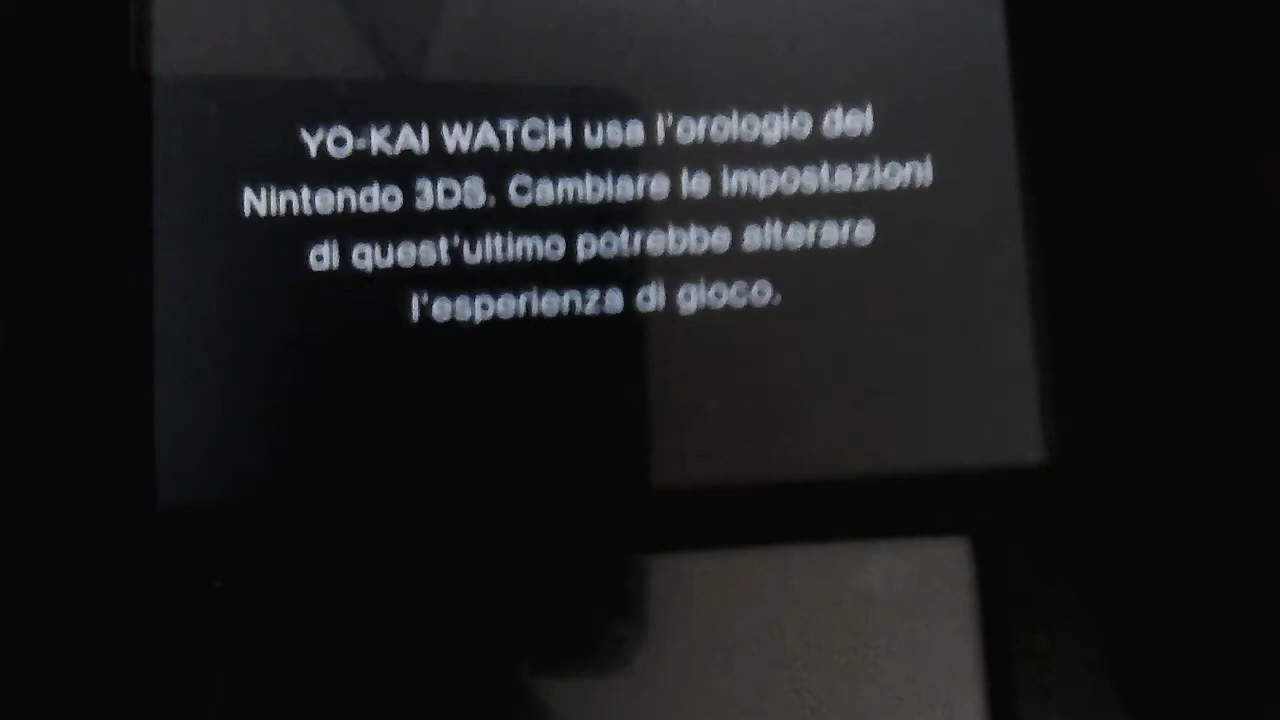 YO-KAI WATCH usa l'orologio del
Nintendo 3DS. Cambiare le impostazioni
di quest'ultimo potrebbe alterare
l'esperienza di gioco.